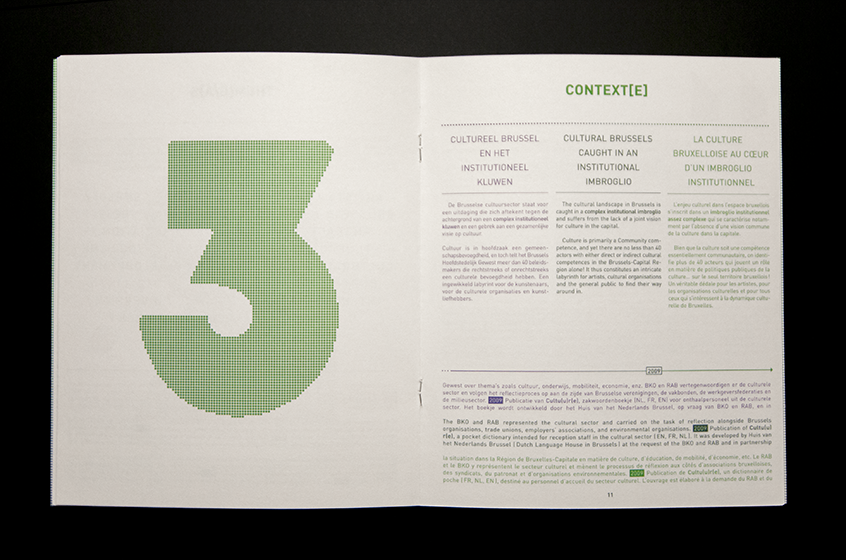 3
CONTEXT[E]
CULTUREEL BRUSSEL
EN HET
INSTITUTIONEEL
KLUWEN
De Brusselse cultuursector staat voor
een uitdaging die zich aftekent tegen de
achtergrond van een complex institutioneel
kluwen en een gebrek aan een gezamenlijke
visie op cultuur.
Cultuur is in hoofdzaak een gemeen-
schapsbevoegdheid, en toch telt het Brussels
Hoofdstedelijk Gewest meer dan 40 beleids-
makers die rechtstreeks of onrechtstreeks
een culturele bevoegdheid hebben. Een
ingewikkeld labyrint voor de kunstenaars,
voor de culturele organisaties en kunst-
liefhebbers.
CULTURAL BRUSSELS
CAUGHT IN AN
INSTITUTIONAL
IMBROGLIO
The cultural landscape in Brussels is
caught in a complex institutional imbroglio
and suffers from the lack of a joint vision
for culture in the capital.
Culture is primarily a Community com-
petence, and yet there are no less than 40
actors with either direct or indirect cultural
competences in the Brussels-Capital Re-
gion alone! It thus constitutes an intricate
labyrinth for artists, cultural organisations
and the general public to find their way
around in.
LA CULTURE
BRUXELLOISE AU CŒUR
D'UN IMBROGLIO
INSTITUTIONNEL
L'enjeu culturel dans l'espace bruxellois
s'inscrit dans un imbroglio institutionnel
assez complexe qui se caractérise notam-
ment par l'absence d'une vision commune
de la culture dans la capitale.
Bien que la culture soit une compétence
essentiellement communautaire, on identi-
fie plus de 40 acteurs qui jouent un rôle
en matière de politiques publiques de la
culture... sur le seul territoire bruxellois!
Un véritable dédale pour les artistes, pour
les organisations culturelles et pour tous
ceux qui s'intéressent à la dynamique cultu-
relle de Bruxelles.
2009
Gewest over thema's zoals cultuur, onderwijs, mobiliteit, economie, enz. BKO en RAB vertegenwoordigen er de culturele
sector en volgen het reflectieproces op aan de zijde van Brusselse verenigingen, de vakbonden, de werkgeversfederaties en
de milieusector. 2009 Publicatie van Cultu(u)r(e), zakwoordenboekje (NL, FR, EN) voor onthaalpersoneel uit de culturele
sector. Het boekje wordt ontwikkeld door het Huis van het Nederlands Brussel, op vraag van BKO en RAB, en in
The BKO and RAB represented the cultural sector and carried on the task of reflection alongside Brussels
organisations, trade unions, employers' associations, and environmental organisations. 2009 Publication of Cultu(u)
r(e), a pocket dictionary intended for reception staff in the cultural sector (EN, FR, NL). It was developed by Huis van
het Nederlands Brussel (Dutch Language House in Brussels) at the request of the BKO and RAB and in partnership
la situation dans la Région de Bruxelles-Capitale en matière de culture, d'éducation, de mobilité, d'économie, etc. Le RAB
et le BKO y représentaient le secteur culturel et mènent le processus de réflexion aux côtés d'associations bruxelloises,
des syndicats, du patronat et d'organisations environnementales. 2009 Publication de Cultu(u)r(e), un dictionnaire de
poche (FR, NL, EN), destiné au personnel d'accueil du secteur culturel. L'ouvrage est élaboré à la demande du RAB et du
11